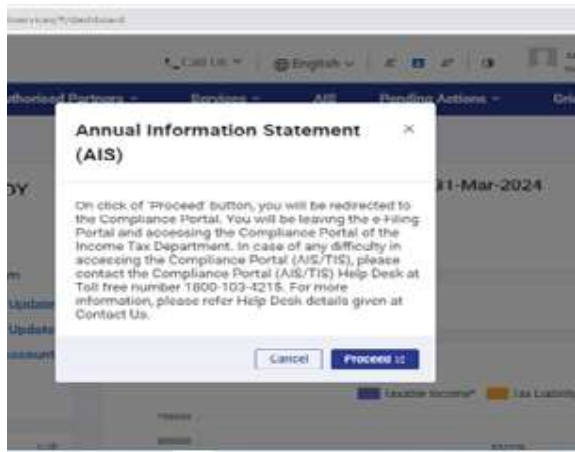 Call Us
English
Authorised Partners
Services
AIS
Pending Actions
Annual Information Statement
(AIS)
31-Mar-2024
On click of 'Proceed' button, you will be redirected to
the Compliance Portal. You will be leaving the e-Filing
Portal and accessing the Compliance Portal of the
Income Tax Department. In case of any difficulty in
accessing the Compliance Portal (AIS/TIS), please
contact the Compliance Portal (AIS/TIS) Help Desk at
Toll free number 1800-103-4215. For more
information, please refer Help Desk details given at
Contact Us.
Update
Update
Cancel
Proceed
Taxable Income*
Tax Liability